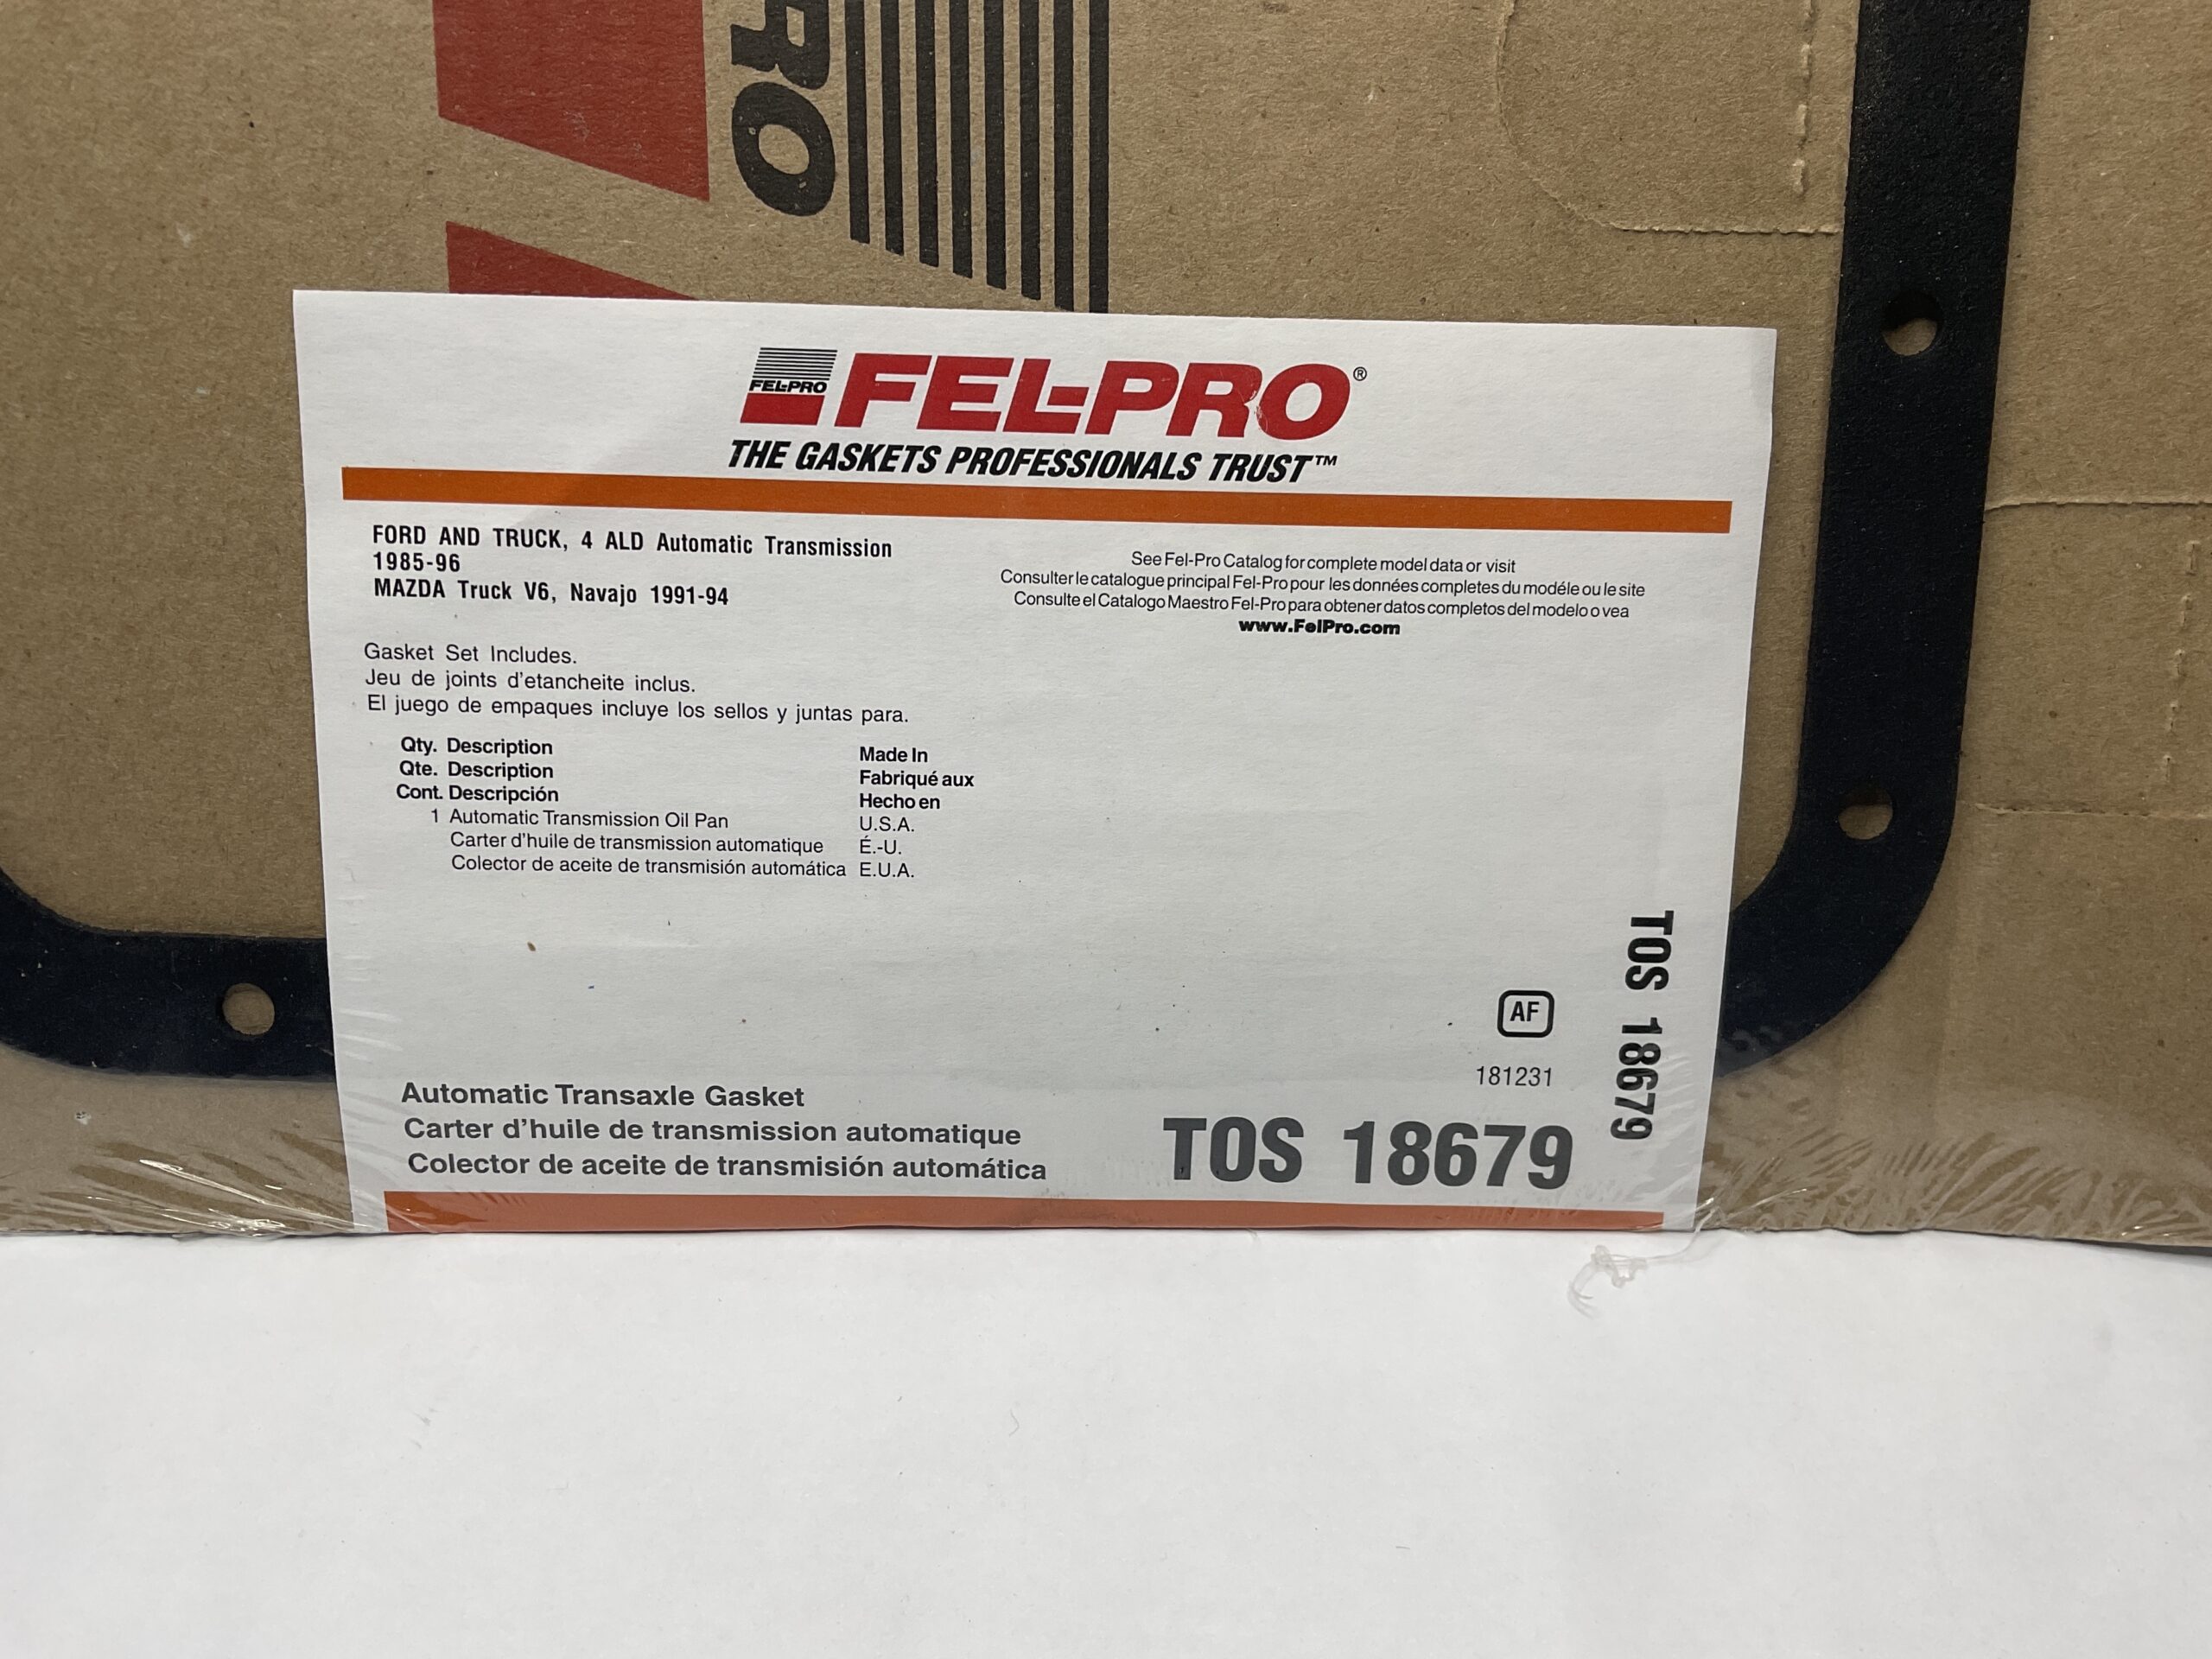 RO
FEL-PRO
FEL-PRO®
THE GASKETS PROFESSIONALS TRUST™
FORD AND TRUCK, 4 ALD Automatic Transmission
1985-96
MAZDA Truck V6, Navajo 1991-94
See Fel-Pro Catalog for complete model data or visit
Consulter le catalogue principal Fel-Pro pour les données completes du modéle ou le site
Consulte el Catalogo Maestro Fel-Pro para obtener datos completos del modelo o vea
www.FelPro.com
Gasket Set Includes.
Jeu de joints d'etancheite inclus.
El juego de empaques incluye los sellos y juntas para.
Qty. Description Made In
Qte. Description Fabriqué aux
Cont. Descripción Hecho en
1 Automatic Transmission Oil Pan U.S.A.
Carter d'huile de transmission automatique É.-U.
Colector de aceite de transmisión automática E.U.A.
AF
181231
TOS 18679
Automatic Transaxle Gasket
Carter d'huile de transmission automatique
Colector de aceite de transmisión automática
TOS 18679